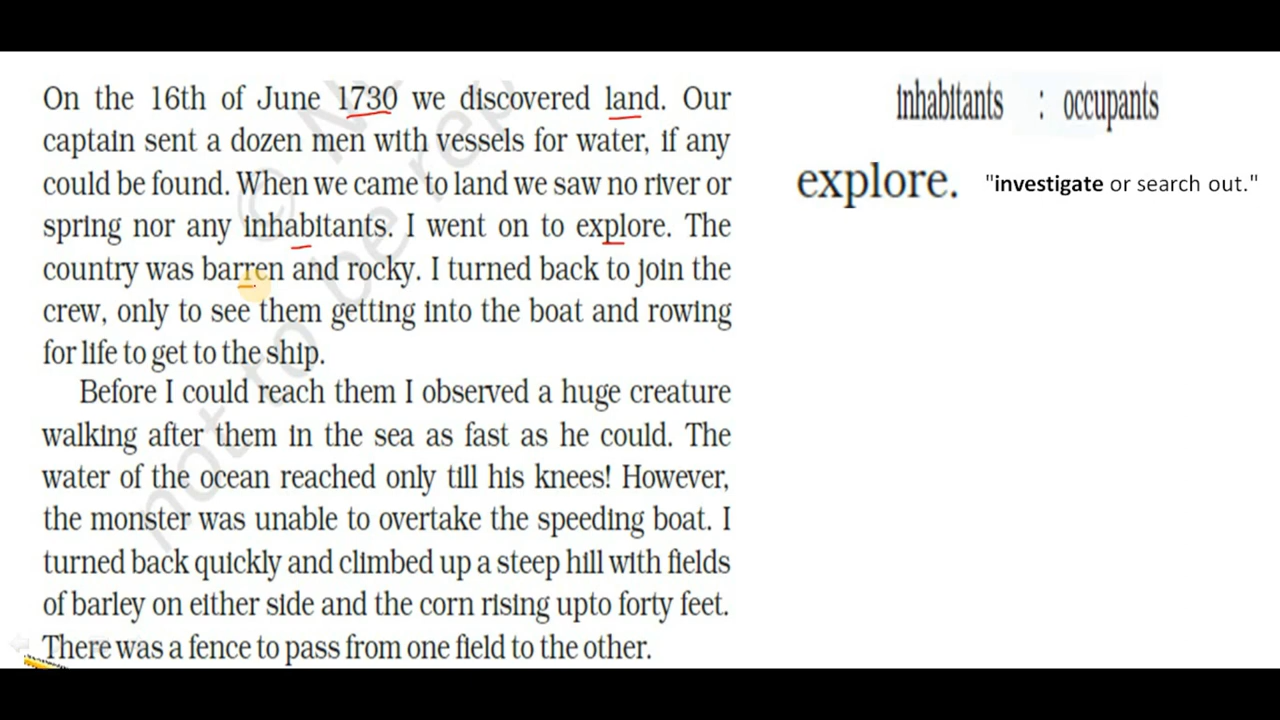 On the 16th of June 1730 we discovered land. Our
captain sent a dozen men with vessels for water, if any
could be found. When we came to land we saw no river or
spring nor any inhabitants. I went on to explore. The
country was barren and rocky. I turned back to join the
crew, only to see them getting into the boat and rowing
for life to get to the ship.
Before I could reach them I observed a huge creature
walking after them in the sea as fast as he could. The
water of the ocean reached only till his knees! However,
the monster was unable to overtake the speeding boat. I
turned back quickly and climbed up a steep hill with fields
of barley on either side and the corn rising upto forty feet.
There was a fence to pass from one field to the other.
inhabitants : occupants
explore. "investigate or search out."
© N
not to be rep